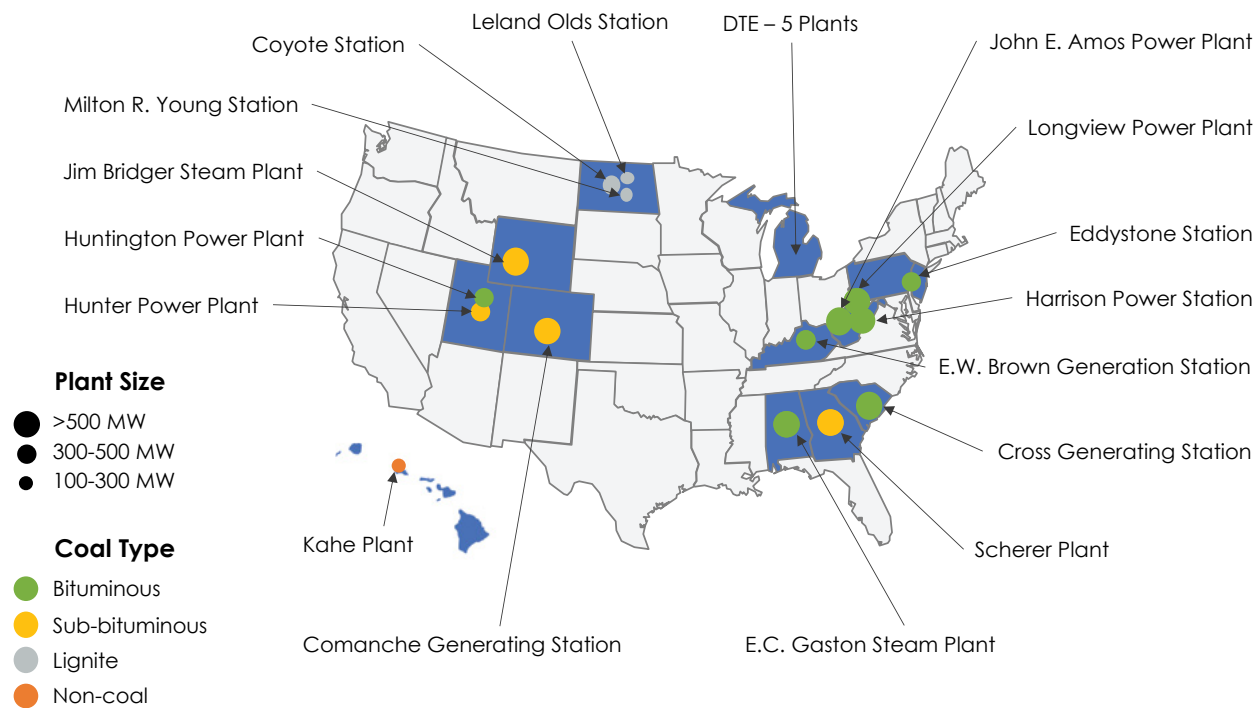 Leland Olds Station
DTE – 5 Plants
Coyote Station
John E. Amos Power Plant
Milton R. Young Station
Longview Power Plant
Jim Bridger Steam Plant
Huntington Power Plant
Eddystone Station
Hunter Power Plant
Harrison Power Station
E.W. Brown Generation Station
Plant Size
>500 MW
300-500 MW
100-300 MW
Cross Generating Station
Kahe Plant
Scherer Plant
Coal Type
Bituminous
Sub-bituminous
Lignite
Non-coal
Comanche Generating Station
E.C. Gaston Steam Plant